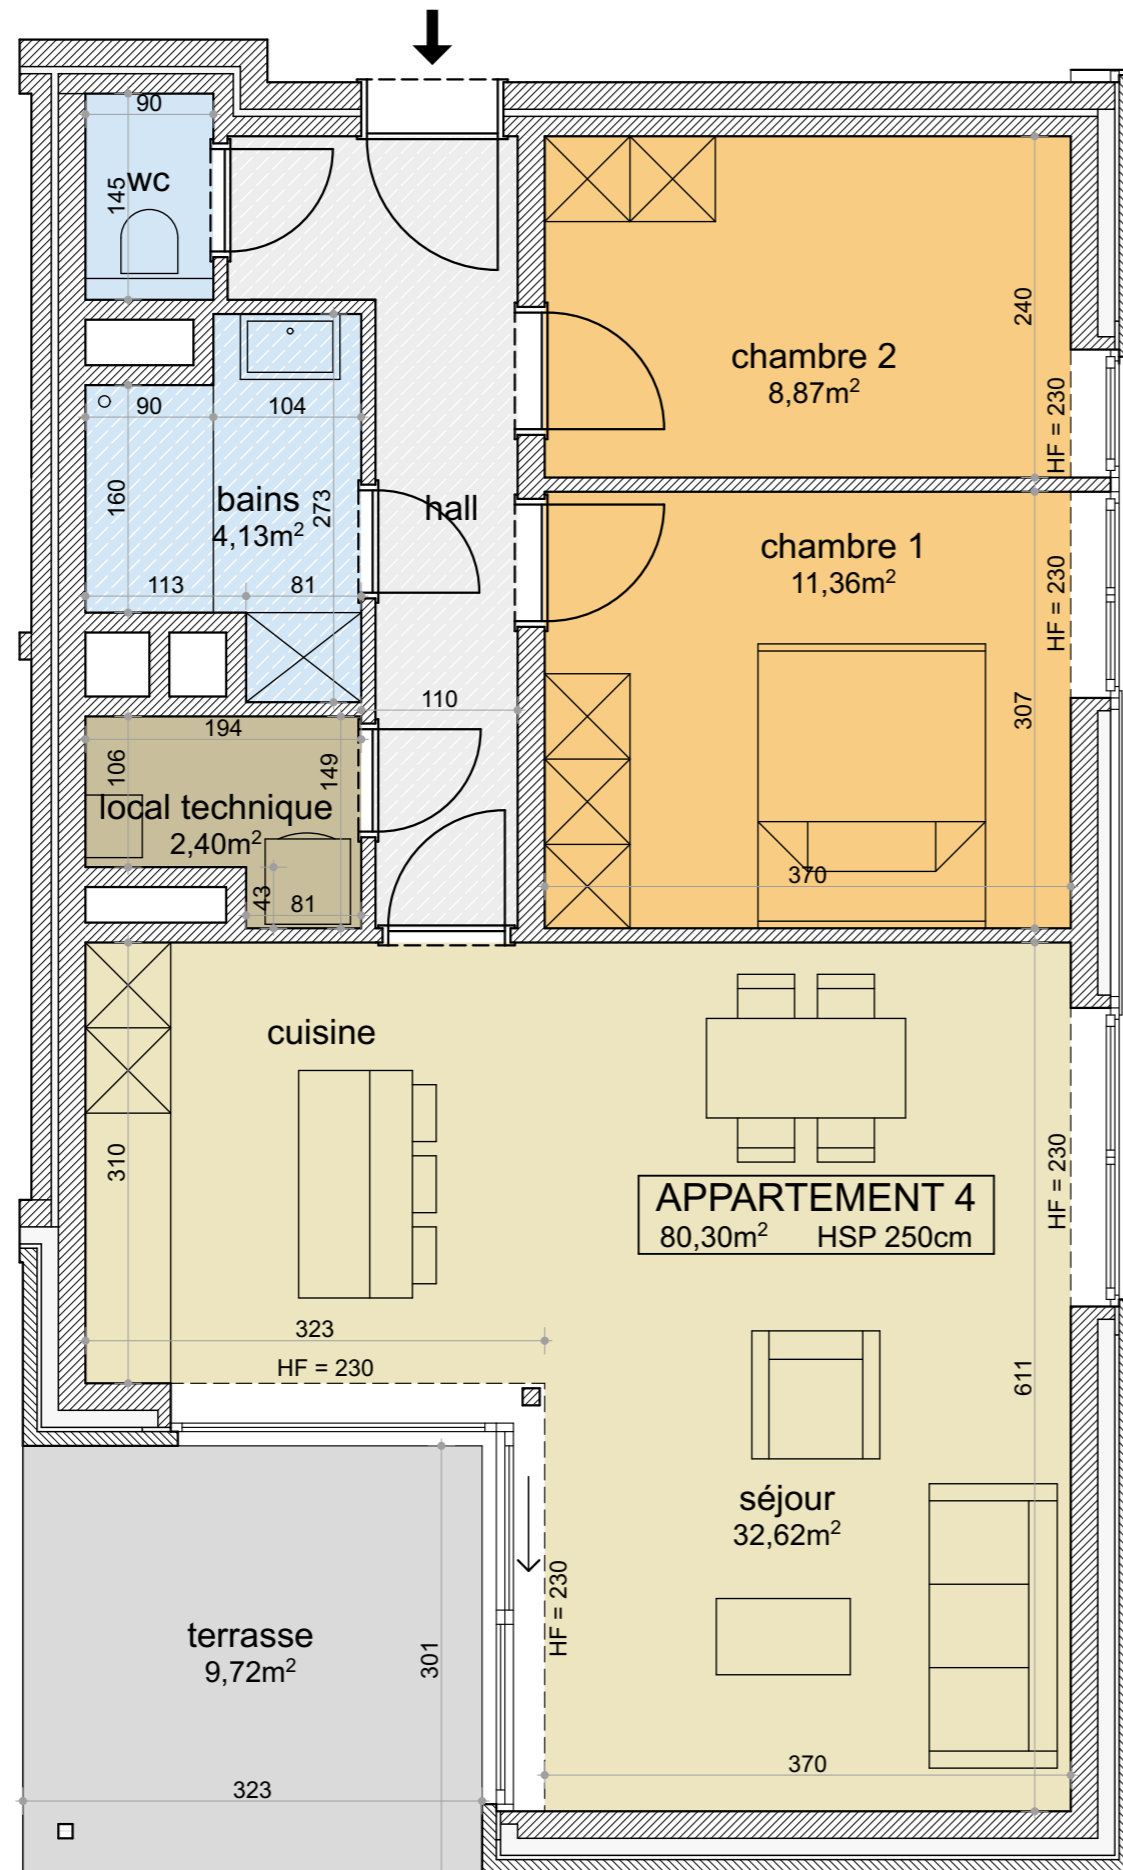 90
145
wc
240
chambre 2
8,87m²
HF = 230
90
104
160
bains
4,13m²
273
hall
113
81
chambre 1
11,36m²
HF = 230
307
110
194
106
149
local technique
2,40m²
43
81
370
cuisine
310
APPARTEMENT 4
80,30m² HSP 250cm
HF = 230
323
HF = 230
611
séjour
32,62m²
HF = 230
terrasse
9,72m²
301
323
370